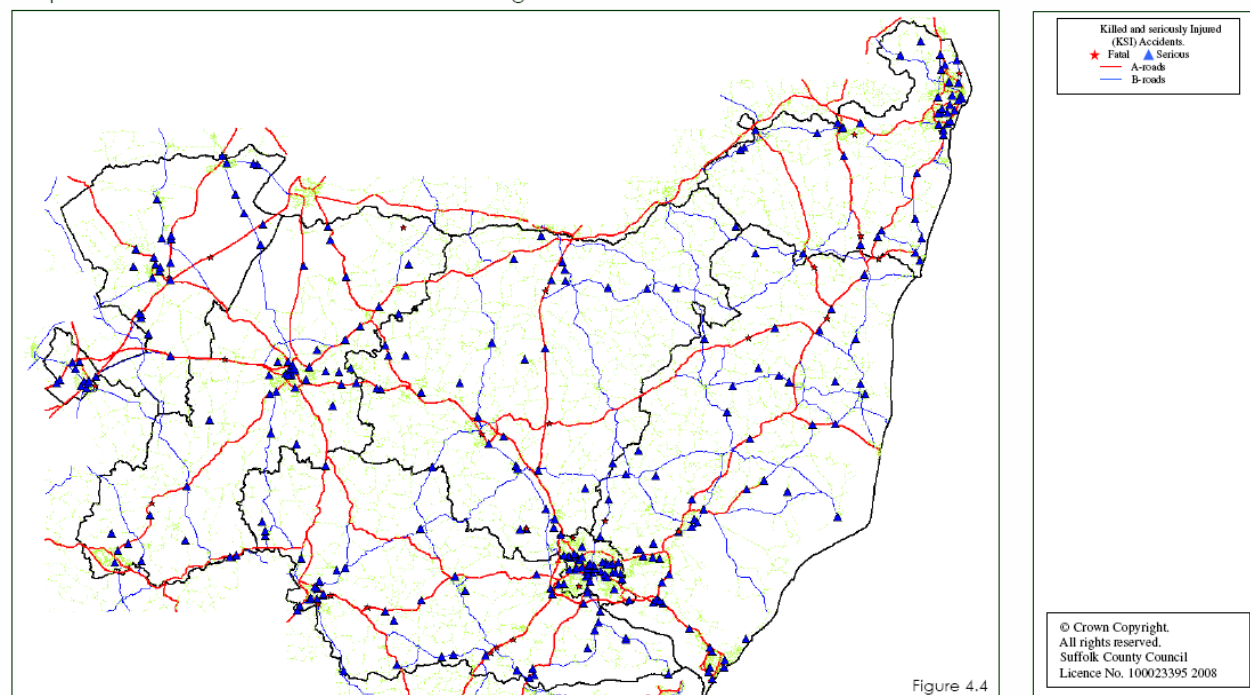 Killed and seriously Injured
(KSI) Accidents.
Fatal Serious
A-roads
B-roads
© Crown Copyright.
All rights reserved.
Suffolk County Council
Licence No. 100023395 2008
Figure 4.4